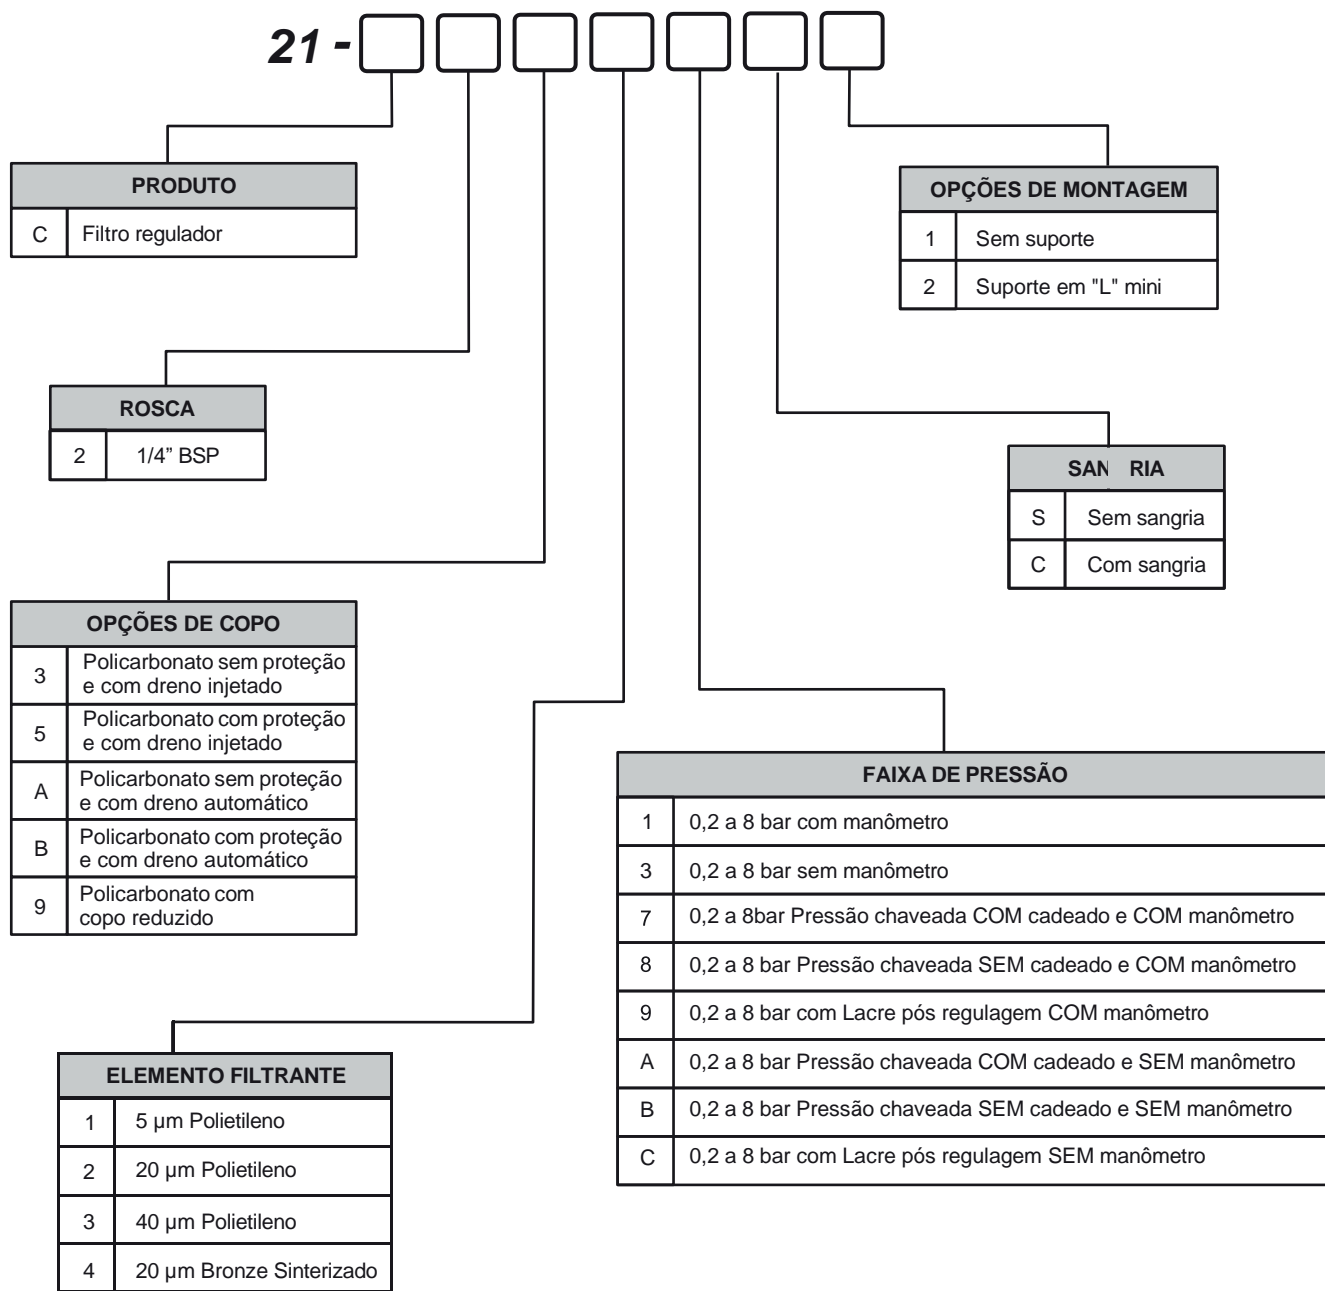 21 -
PRODUTO
C Filtro regulador
OPÇÕES DE MONTAGEM
1 Sem suporte
2 Suporte em "L" mini
ROSCA
2 1/4” BSP
SAN RIA
S Sem sangria
C Com sangria
OPÇÕES DE COPO
3 Policarbonato sem proteção
e com dreno injetado
5 Policarbonato com proteção
e com dreno injetado
A Policarbonato sem proteção
e com dreno automático
B Policarbonato com proteção
e com dreno automático
9 Policarbonato com
copo reduzido
FAIXA DE PRESSÃO
1 0,2 a 8 bar com manômetro
3 0,2 a 8 bar sem manômetro
7 0,2 a 8bar Pressão chaveada COM cadeado e COM manômetro
8 0,2 a 8 bar Pressão chaveada SEM cadeado e COM manômetro
9 0,2 a 8 bar com Lacre pós regulagem COM manômetro
A 0,2 a 8 bar Pressão chaveada COM cadeado e SEM manômetro
B 0,2 a 8 bar Pressão chaveada SEM cadeado e SEM manômetro
C 0,2 a 8 bar com Lacre pós regulagem SEM manômetro
ELEMENTO FILTRANTE
1 5 µm Polietileno
2 20 µm Polietileno
3 40 µm Polietileno
4 20 µm Bronze Sinterizado